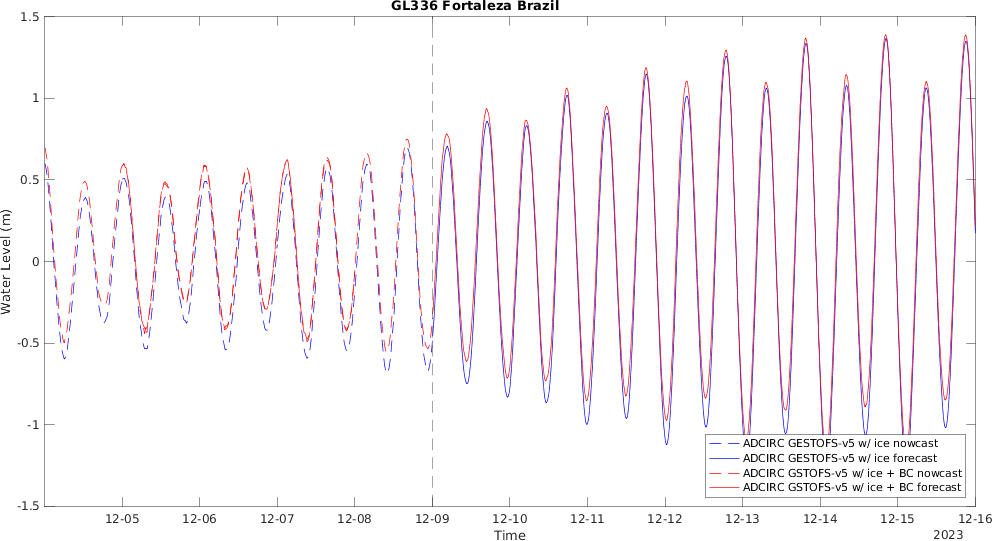 GL336 Fortaleza Brazil
1.5
1
0.5
0
-0.5
-1
-1.5
Water Level (m)
12-05 12-06 12-07 12-08 12-09 12-10 12-11 12-12 12-13 12-14 12-15 12-16
Time
2023
ADCIRC GESTOFS-v5 w/ ice nowcast
ADCIRC GESTOFS-v5 w/ ice forecast
ADCIRC GSTOFS-v5 w/ ice + BC nowcast
ADCIRC GSTOFS-v5 w/ ice + BC forecast